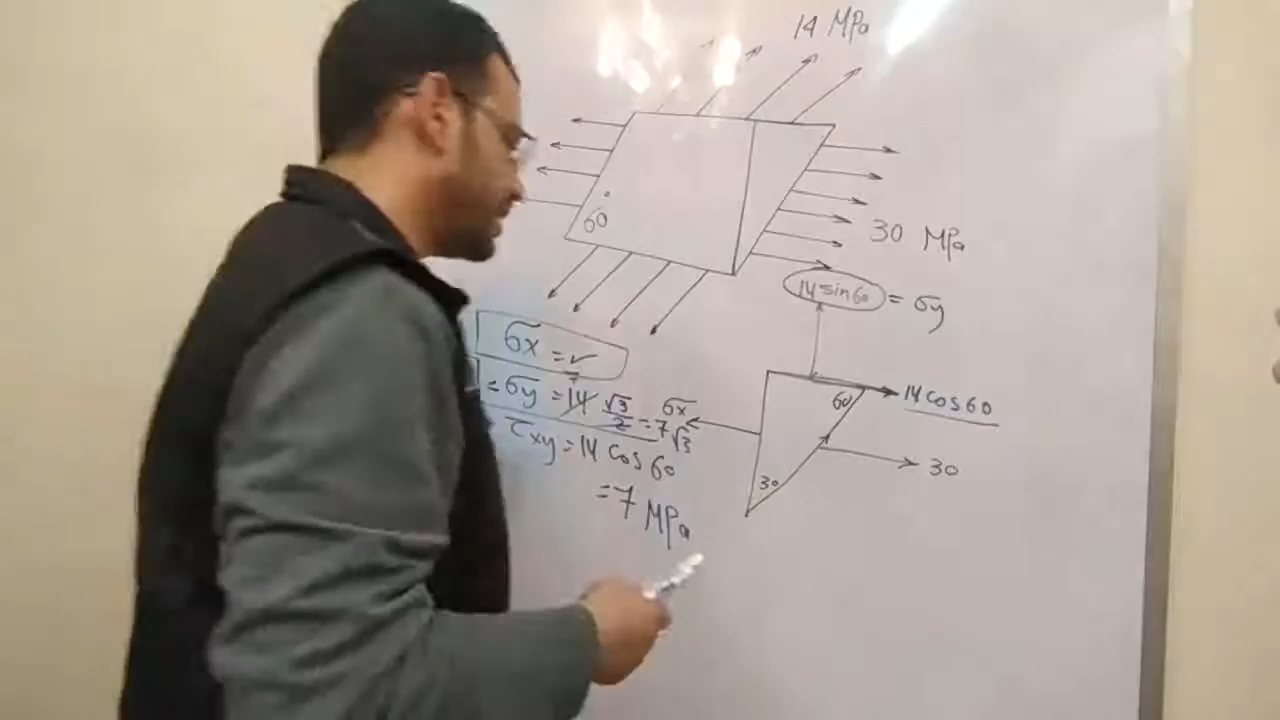 14 MPa
60°
30 MPa
14 sin 60 = σy
σx = ✓
= σy = 14 √3/2 = 7√3
τxy = 14 cos 60
= 7 MPa
σx
60
14 cos 60
30
30